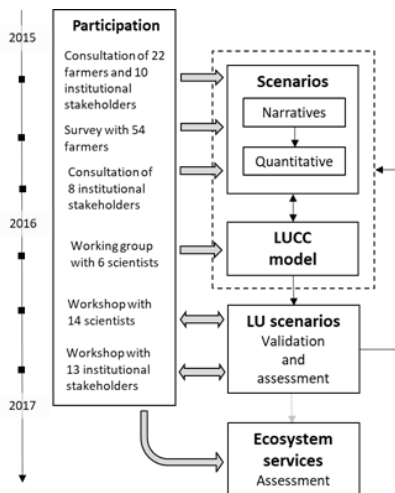 2015
2016
2017
Participation
Consultation of 22
farmers and 10
institutional
stakeholders
Survey with 54
farmers
Consultation of
8 institutional
stakeholders
Working group
with 6 scientists
Workshop with
14 scientists
Workshop with
13 institutional
stakeholders
Scenarios
Narratives
Quantitative
LUCC
model
LU scenarios
Validation
and
assessment
Ecosystem
services
Assessment